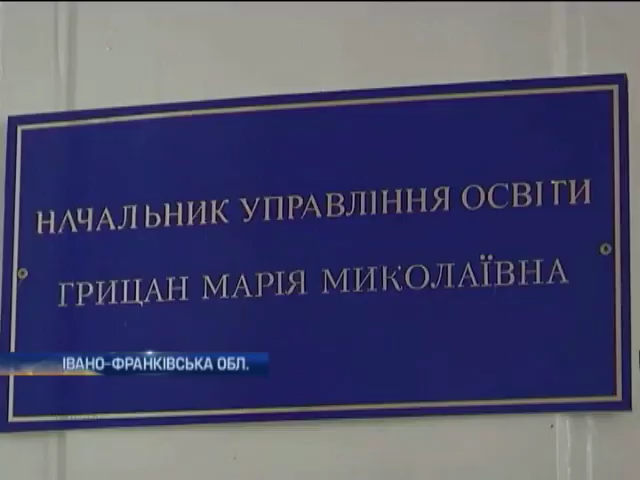 НАЧАЛЬНИК УПРАВЛІННЯ ОСВІТИ
ГРИЦАН МАРІЯ МИКОЛАЇВНА
ІВАНО-ФРАНКІВСЬКА ОБЛ.